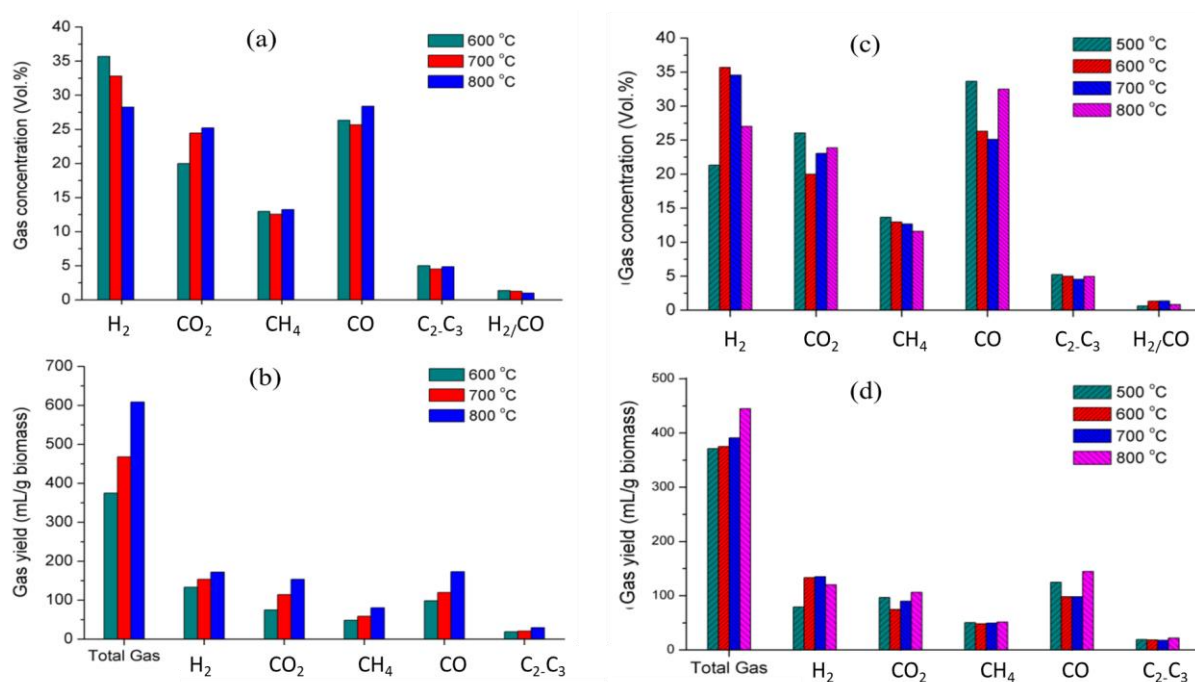 (a)
Gas concentration (Vol.%)
40
35
30
25
20
15
10
5
0
600 °C
700 °C
800 °C
H₂ CO₂ CH₄ CO C₂-C₃ H₂/CO
(c)
(Gas concentration (Vol.%)
40
35
30
25
20
15
10
5
0
500 °C
600 °C
700 °C
800 °C
H₂ CO₂ CH₄ CO C₂-C₃ H₂/CO
(b)
Gas yield (mL/g biomass)
700
600
500
400
300
200
100
0
600 °C
700 °C
800 °C
Total Gas H₂ CO₂ CH₄ CO C₂-C₃
(d)
(Gas yield (mL/g biomass)
500
400
300
200
100
0
500 °C
600 °C
700 °C
800 °C
Total Gas H₂ CO₂ CH₄ CO C₂-C₃